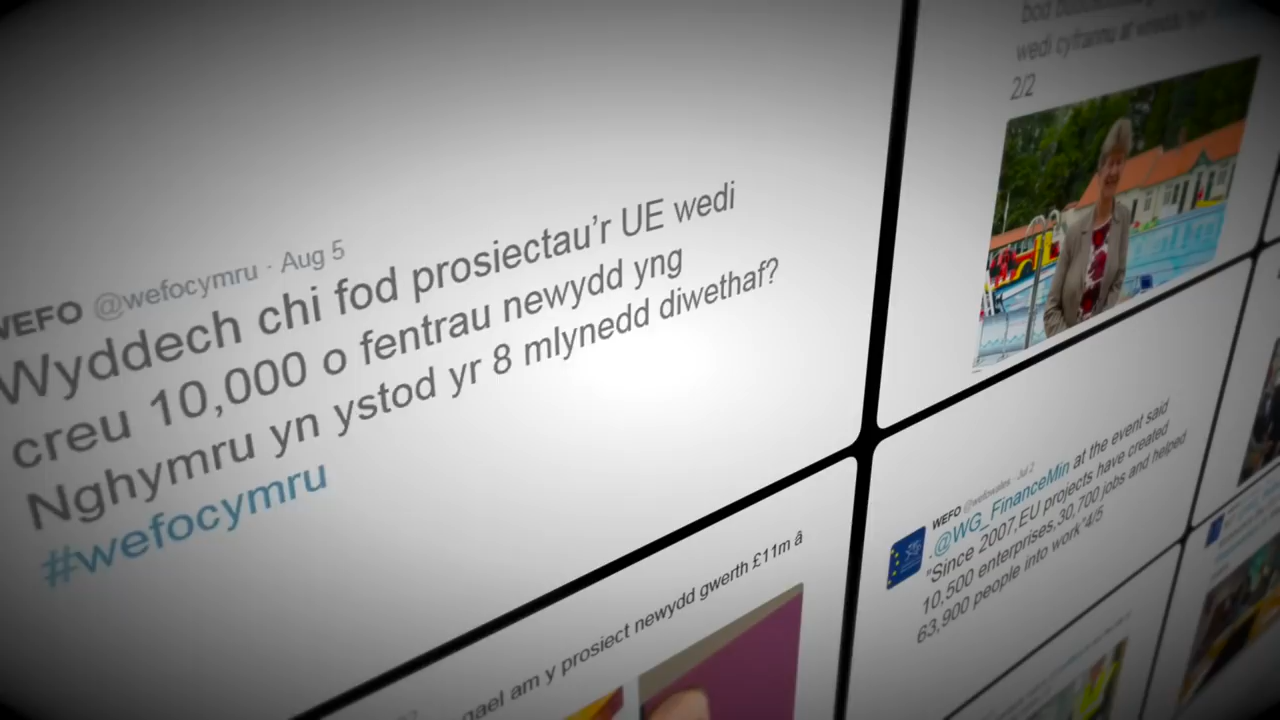 WEFO @wefocymru · Aug 5
Wyddech chi fod prosiectau’r UE wedi
creu 10,000 o fentrau newydd yng
Nghymru yn ystod yr 8 mlynedd diwethaf?
#wefocymru
wedi cyfrannu at
2/2
WEFO @wefowales · Jul 2
.@WG_FinanceMin at the event said
"Since 2007,EU projects have created
10,500 enterprises,30,700 jobs and helped
63,900 people into work"4/5
gael am y prosiect newydd gwerth £11m â